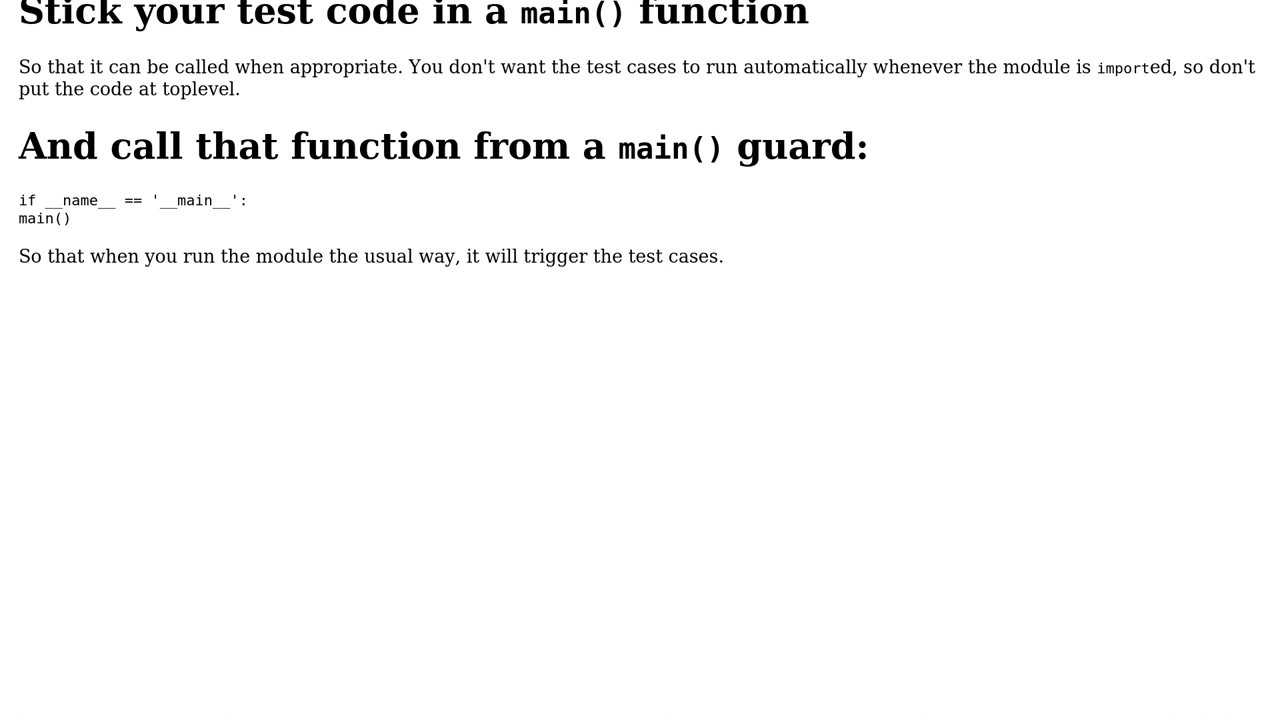 Stick your test code in a main() function
So that it can be called when appropriate. You don't want the test cases to run automatically whenever the module is imported, so don't
put the code at toplevel.
And call that function from a main() guard:
if __name__ == '__main__':
main()
So that when you run the module the usual way, it will trigger the test cases.